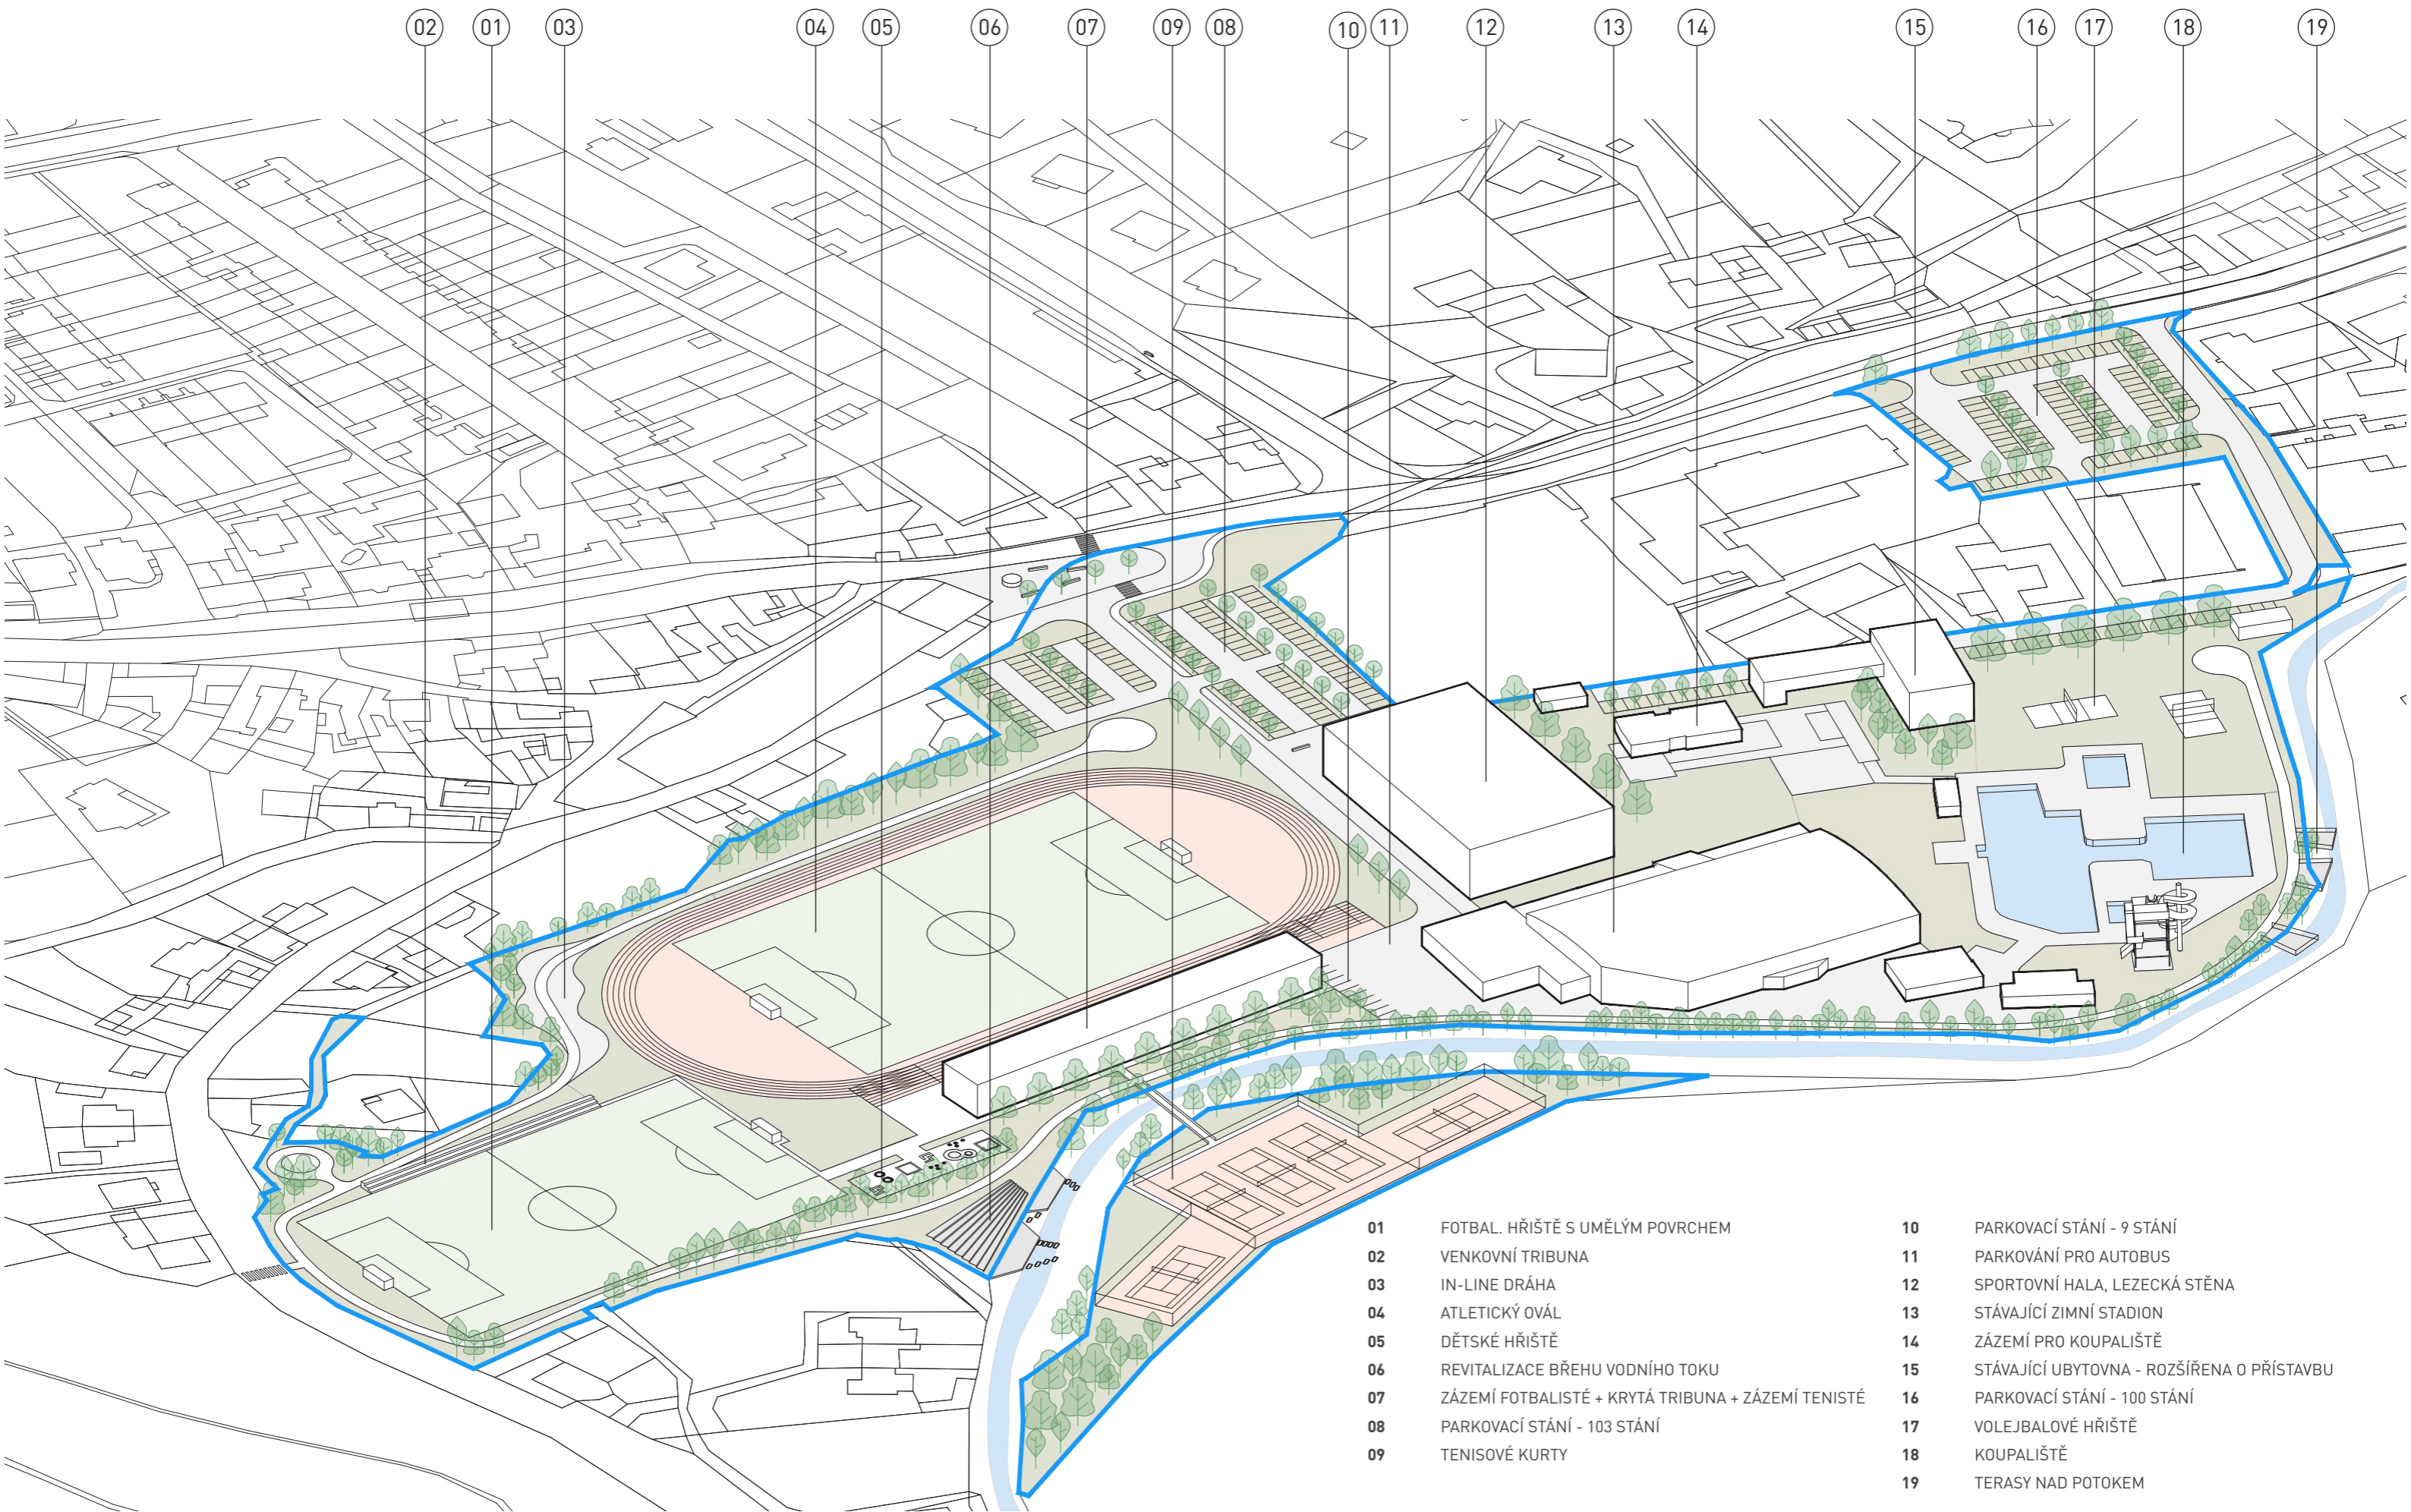 02 01 03 04 05 06 07 09 08 10 11 12 13 14 15 16 17 18 19
01 FOTBAL. HŘIŠTĚ S UMĚLÝM POVRCHEM
02 VENKOVNÍ TRIBUNA
03 IN-LINE DRÁHA
04 ATLETICKÝ OVÁL
05 DĚTSKÉ HŘIŠTĚ
06 REVITALIZACE BŘEHU VODNÍHO TOKU
07 ZÁZEMÍ FOTBALISTÉ + KRYTÁ TRIBUNA + ZÁZEMÍ TENISTÉ
08 PARKOVACÍ STÁNÍ - 103 STÁNÍ
09 TENISOVÉ KURTY
10 PARKOVACÍ STÁNÍ - 9 STÁNÍ
11 PARKOVÁNÍ PRO AUTOBUS
12 SPORTOVNÍ HALA, LEZECKÁ STĚNA
13 STÁVAJÍCÍ ZIMNÍ STADION
14 ZÁZEMÍ PRO KOUPALIŠTĚ
15 STÁVAJÍCÍ UBYTOVNA - ROZŠÍŘENA O PŘÍSTAVBU
16 PARKOVACÍ STÁNÍ - 100 STÁNÍ
17 VOLEJBALOVÉ HŘIŠTĚ
18 KOUPALIŠTĚ
19 TERASY NAD POTOKEM